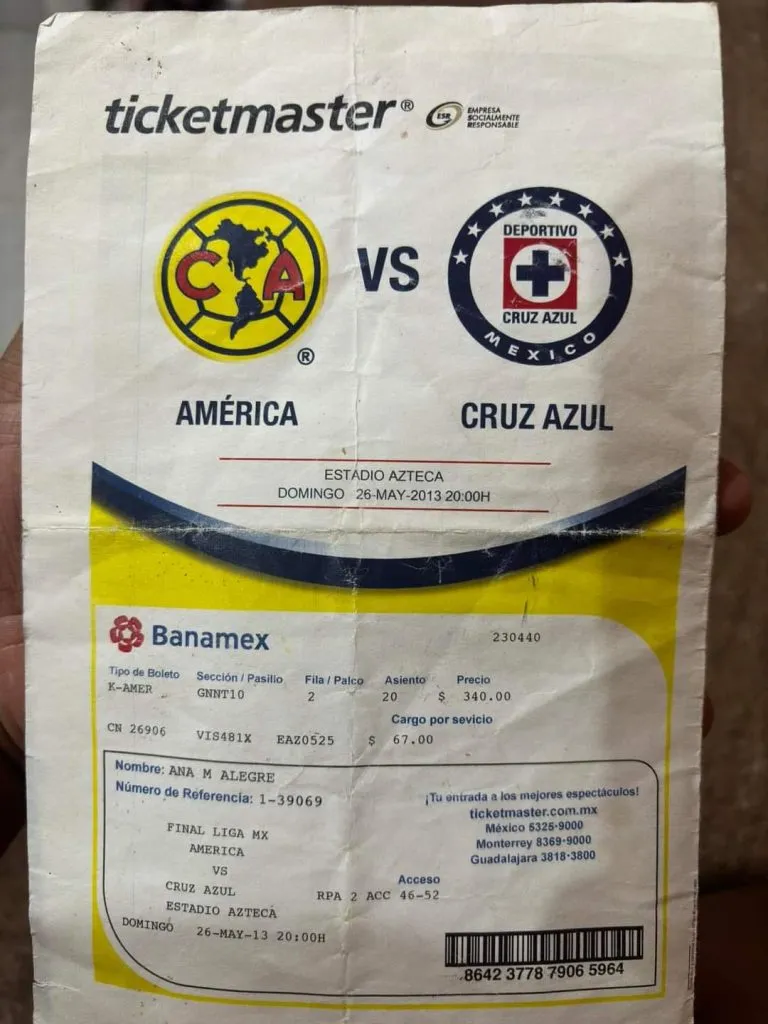 ticketmaster®
ESR EMPRESA
SOCIALMENTE
RESPONSABLE
CA
®
VS
DEPORTIVO
CRUZ AZUL
MEXICO
AMÉRICA
CRUZ AZUL
ESTADIO AZTECA
DOMINGO 26-MAY-2013 20:00H
Banamex
230440
Tipo de Boleto Sección / Pasilio Fila / Palco Asiento Precio
K-AMER GNNT10 2 20 $ 340.00
Cargo por sevicio
CN 26906 VIS481X EAZ0525 $ 67.00
Nombre: ANA M ALEGRE
Número de Referencia: 1-39069
¡Tu entrada a los mejores espectáculos!
ticketmaster.com.mx
México 5325-9000
Monterrey 8369-9000
Guadalajara 3818-3800
FINAL LIGA MX
AMERICA
VS
CRUZ AZUL
ESTADIO AZTECA
DOMINGO 26-MAY-13 20:00H
Acceso
RPA 2 ACC 46-52
8642 3778 7906 5964